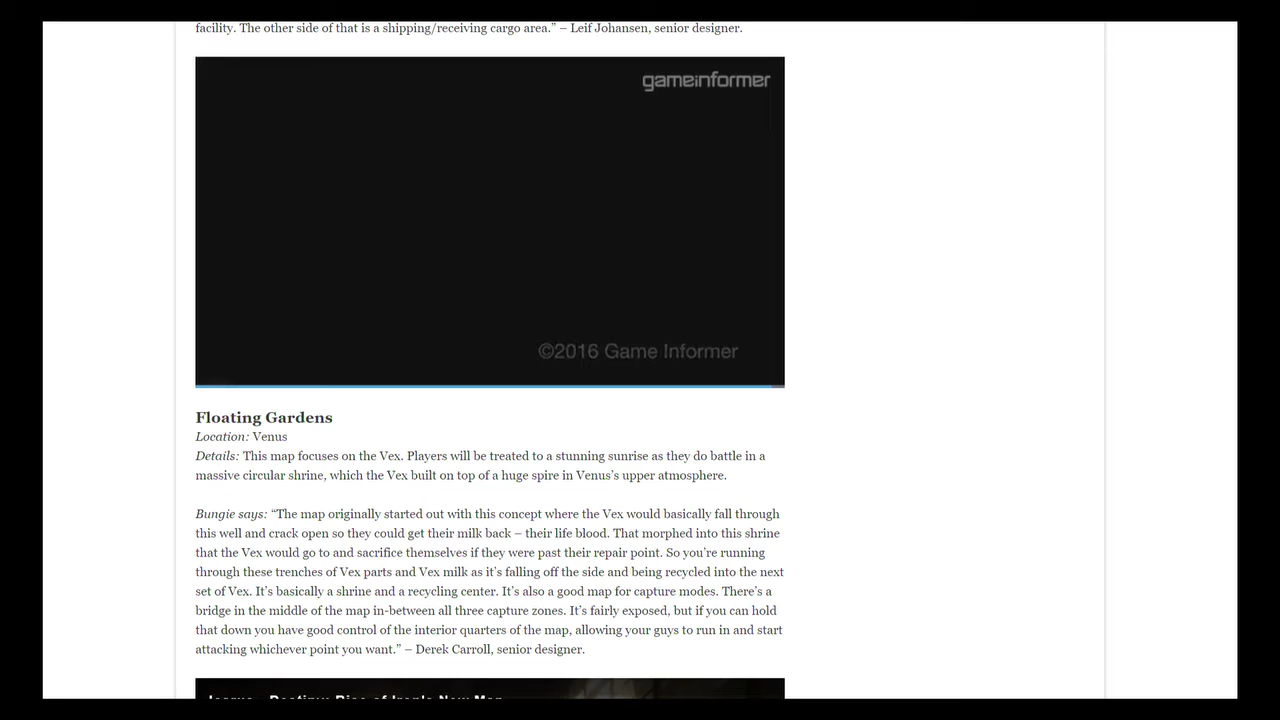 facility. The other side of that is a shipping/receiving cargo area.” – Leif Johansen, senior designer.
gameinformer
©2016 Game Informer
Floating Gardens
Location: Venus
Details: This map focuses on the Vex. Players will be treated to a stunning sunrise as they do battle in a
massive circular shrine, which the Vex built on top of a huge spire in Venus’s upper atmosphere.
Bungie says: “The map originally started out with this concept where the Vex would basically fall through
this well and crack open so they could get their milk back – their life blood. That morphed into this shrine
that the Vex would go to and sacrifice themselves if they were past their repair point. So you’re running
through these trenches of Vex parts and Vex milk as it’s falling off the side and being recycled into the next
set of Vex. It’s basically a shrine and a recycling center. It’s also a good map for capture modes. There’s a
bridge in the middle of the map in-between all three capture zones. It’s fairly exposed, but if you can hold
that down you have good control of the interior quarters of the map, allowing your guys to run in and start
attacking whichever point you want.” – Derek Carroll, senior designer.
Icarus - Destiny: Rise of Iron's New Map